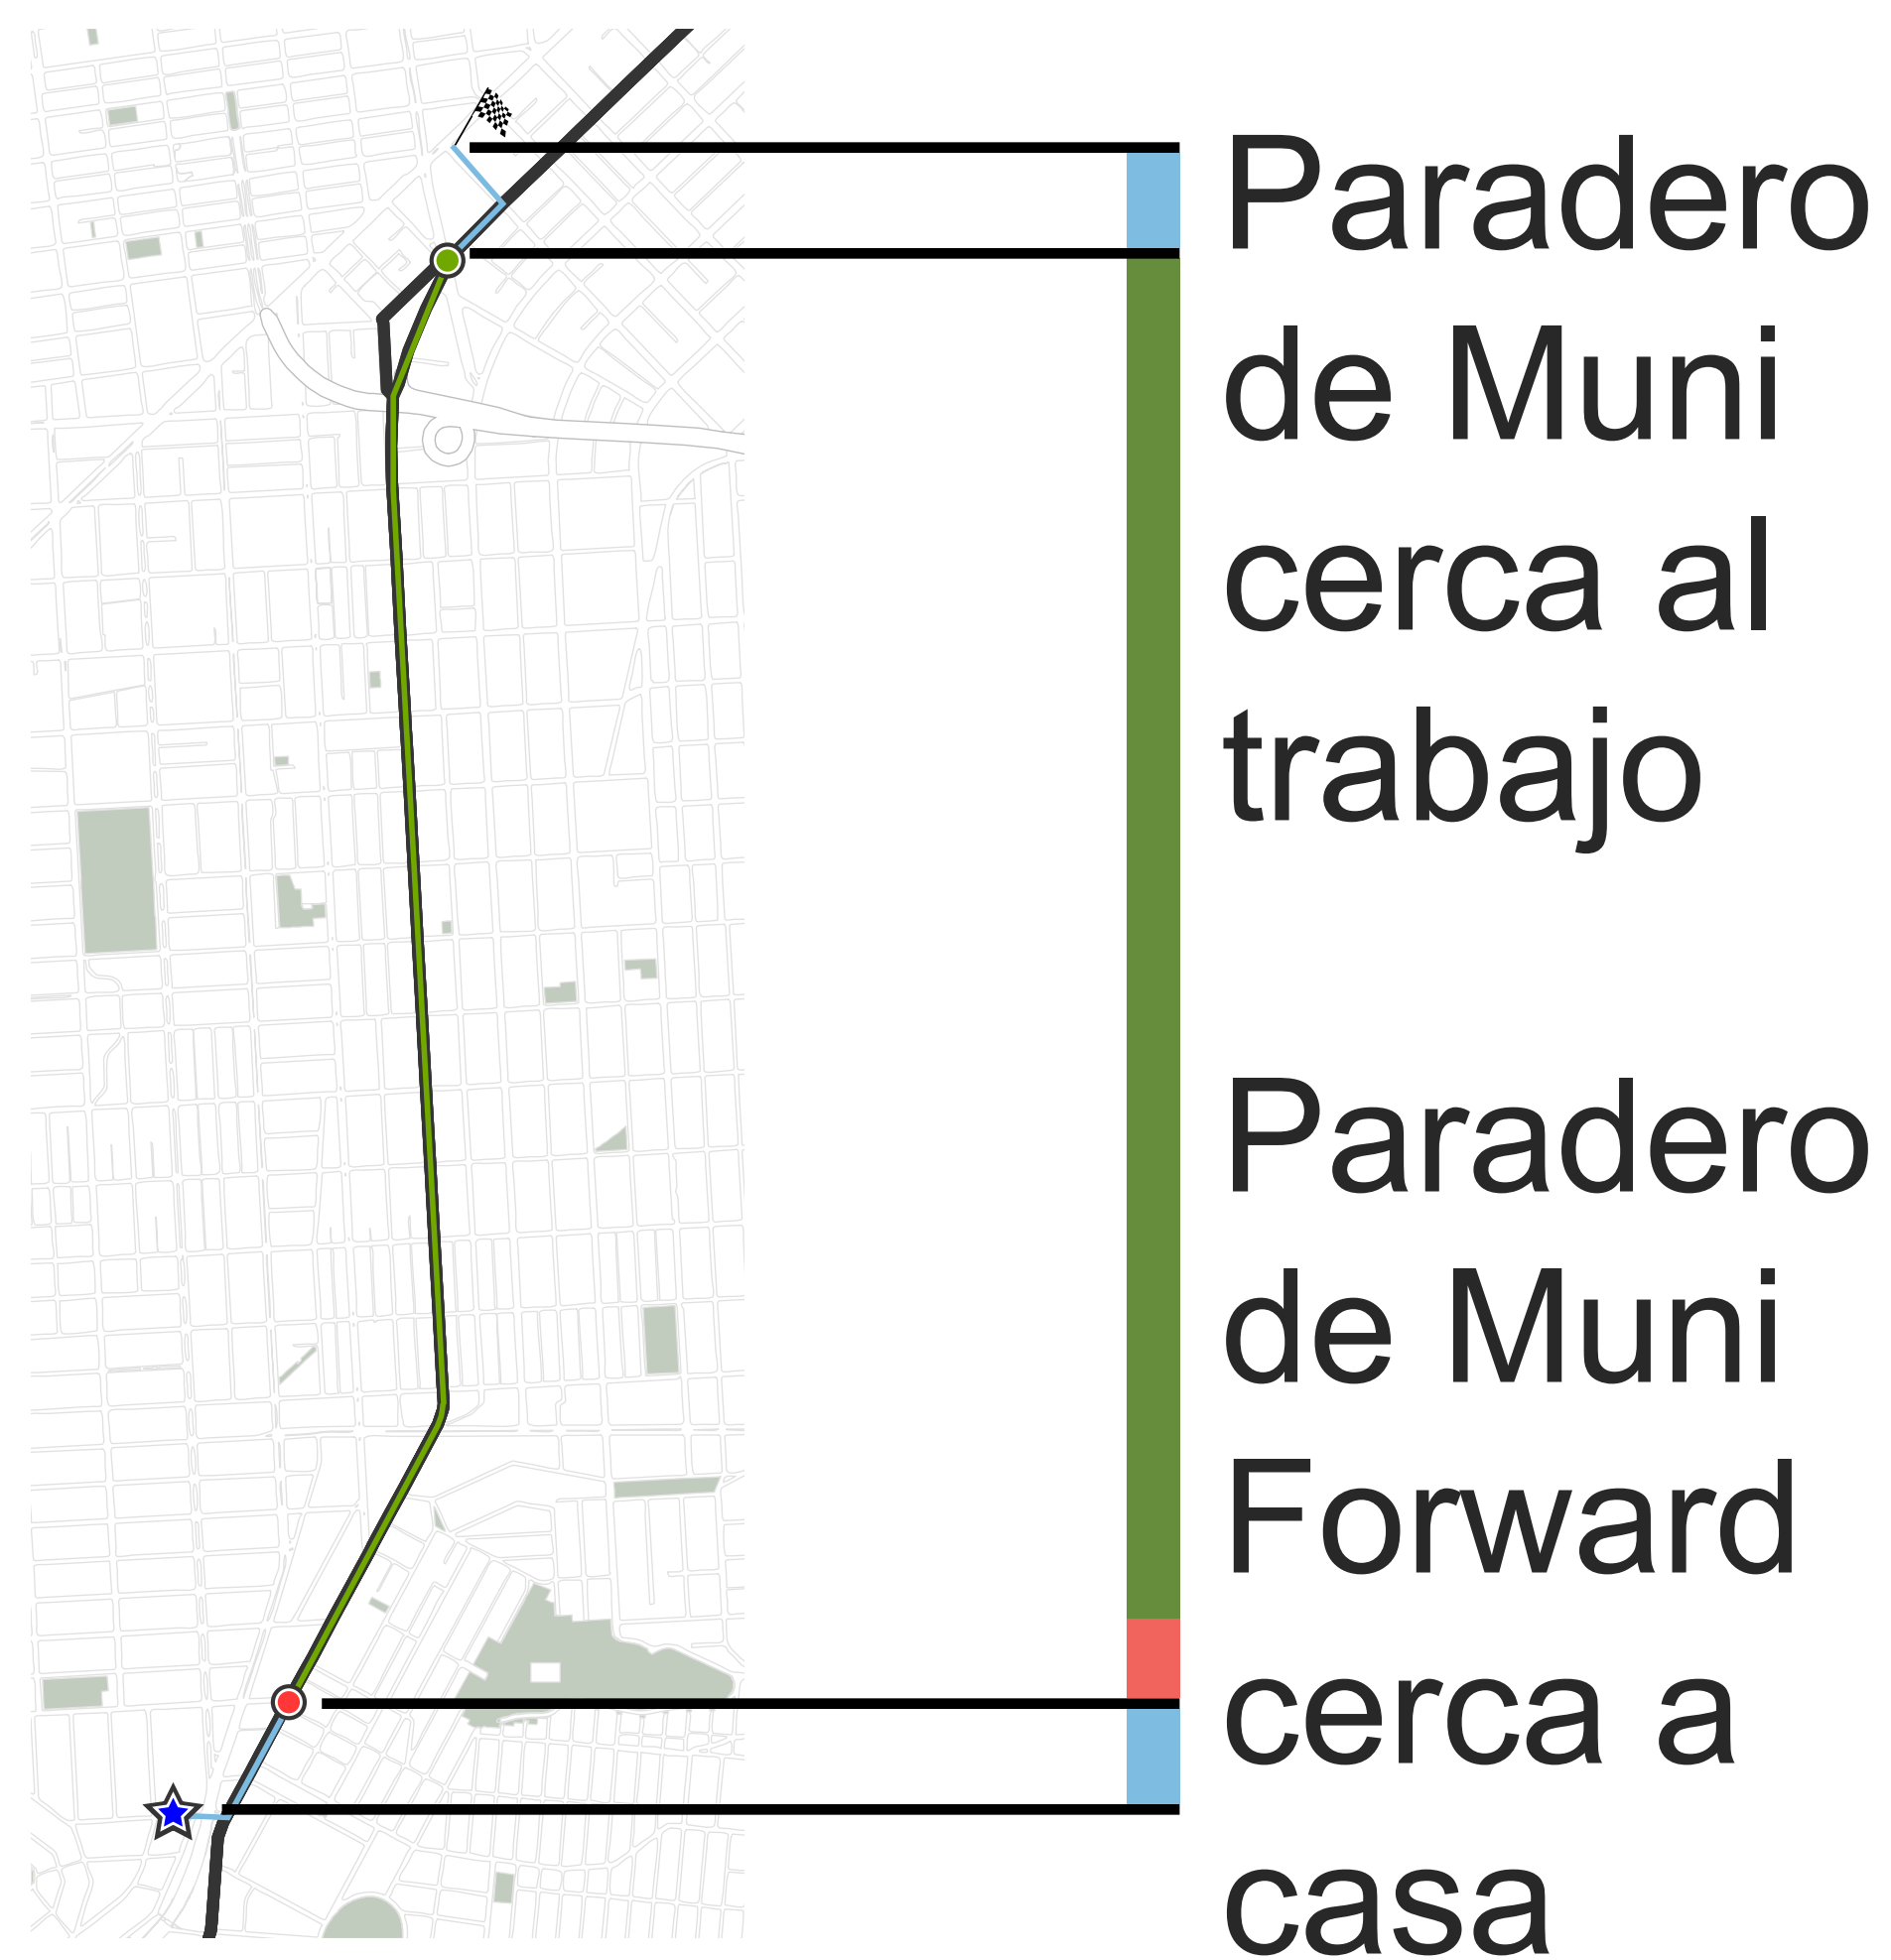 Paradero
de Muni
cerca al
trabajo
Paradero
de Muni
Forward
cerca a
casa